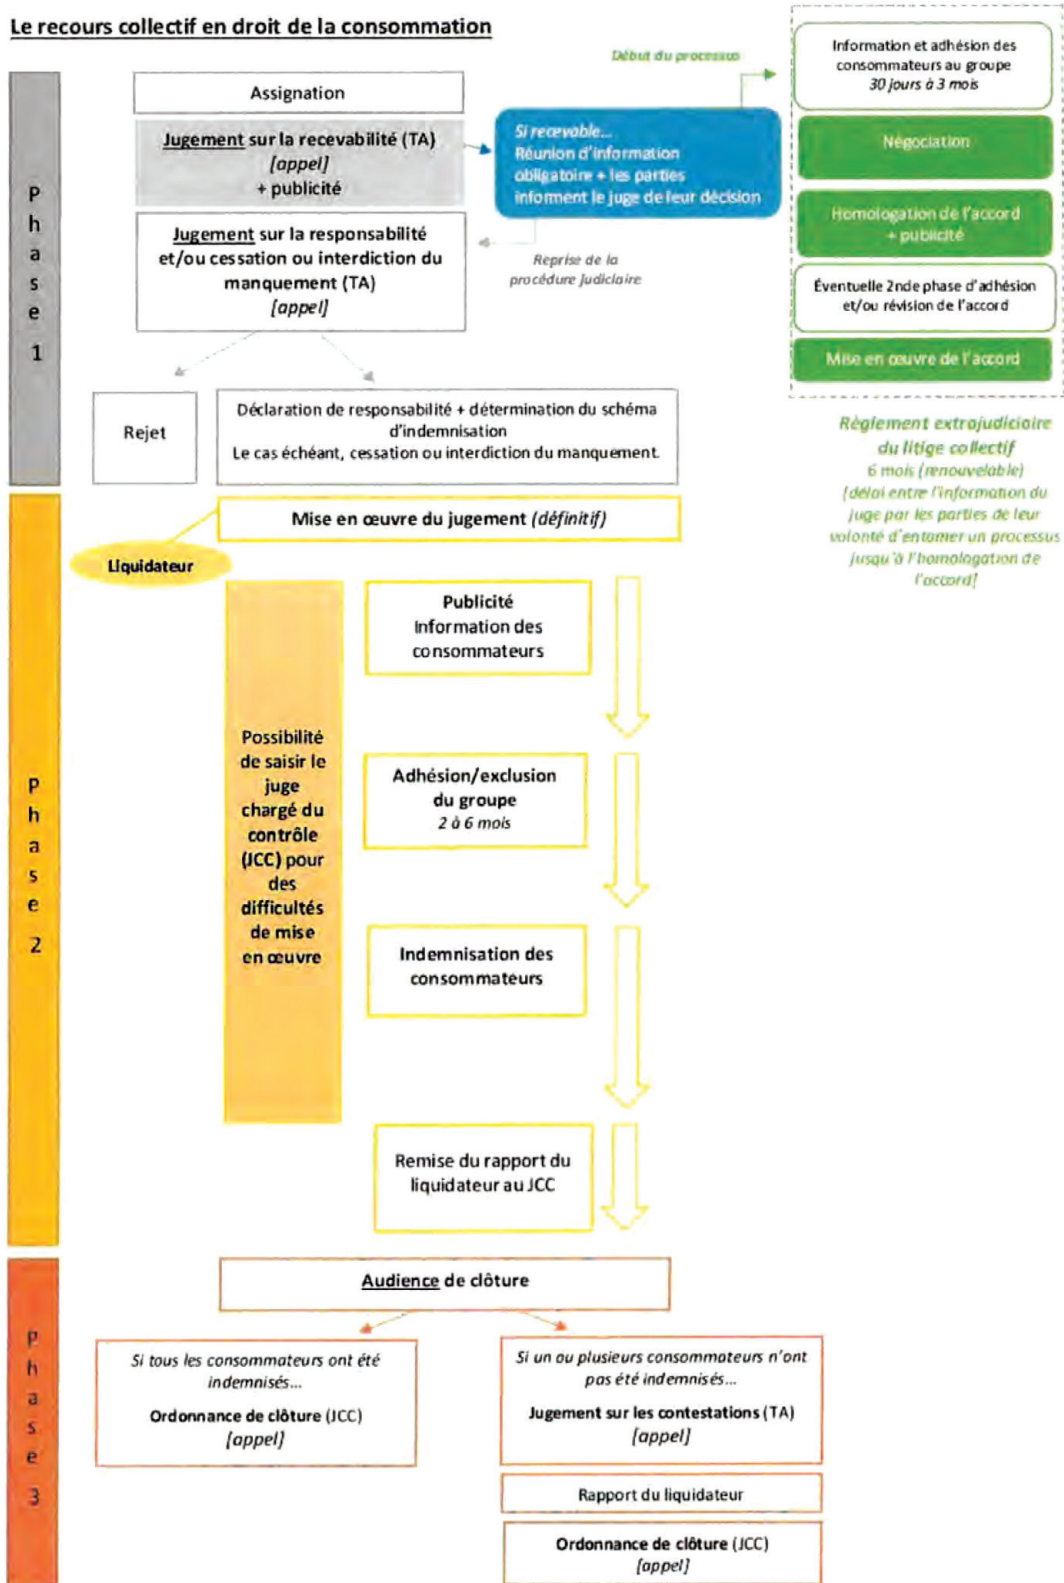 Le recours collectif en droit de la consommation
Phase 1
Assignation
Jugement sur la recevabilité (TA)
[appel]
+ publicité
Si recevable...
Réunion d'information
obligatoire + les parties
informent le juge de leur décision
Début du processus
Information et adhésion des
consommateurs au groupe
30 jours à 3 mois
Négociation
Homologation de l'accord
+ publicité
Éventuelle 2nde phase d'adhésion
et/ou révision de l'accord
Mise en œuvre de l'accord
Règlement extrajudiciaire
du litige collectif
6 mois (renouvelable)
[délai entre l'information du
juge par les parties de leur
volonté d'entamer un processus
jusqu'à l'homologation de
l'accord]
Reprise de la
procédure judiciaire
Jugement sur la responsabilité
et/ou cessation ou interdiction du
manquement (TA)
[appel]
Rejet
Déclaration de responsabilité + détermination du schéma
d'indemnisation
Le cas échéant, cessation ou interdiction du manquement.
Phase 2
Mise en œuvre du jugement (définitif)
Liquidateur
Possibilité
de saisir le
juge
chargé du
contrôle
(JCC) pour
des
difficultés
de mise
en œuvre
Publicité
Information des
consommateurs
Adhésion/exclusion
du groupe
2 à 6 mois
Indemnisation des
consommateurs
Remise du rapport du
liquidateur au JCC
Phase 3
Audience de clôture
Si tous les consommateurs ont été
indemnisés...
Ordonnance de clôture (JCC)
[appel]
Si un ou plusieurs consommateurs n'ont
pas été indemnisés...
Jugement sur les contestations (TA)
[appel]
Rapport du liquidateur
Ordonnance de clôture (JCC)
[appel]